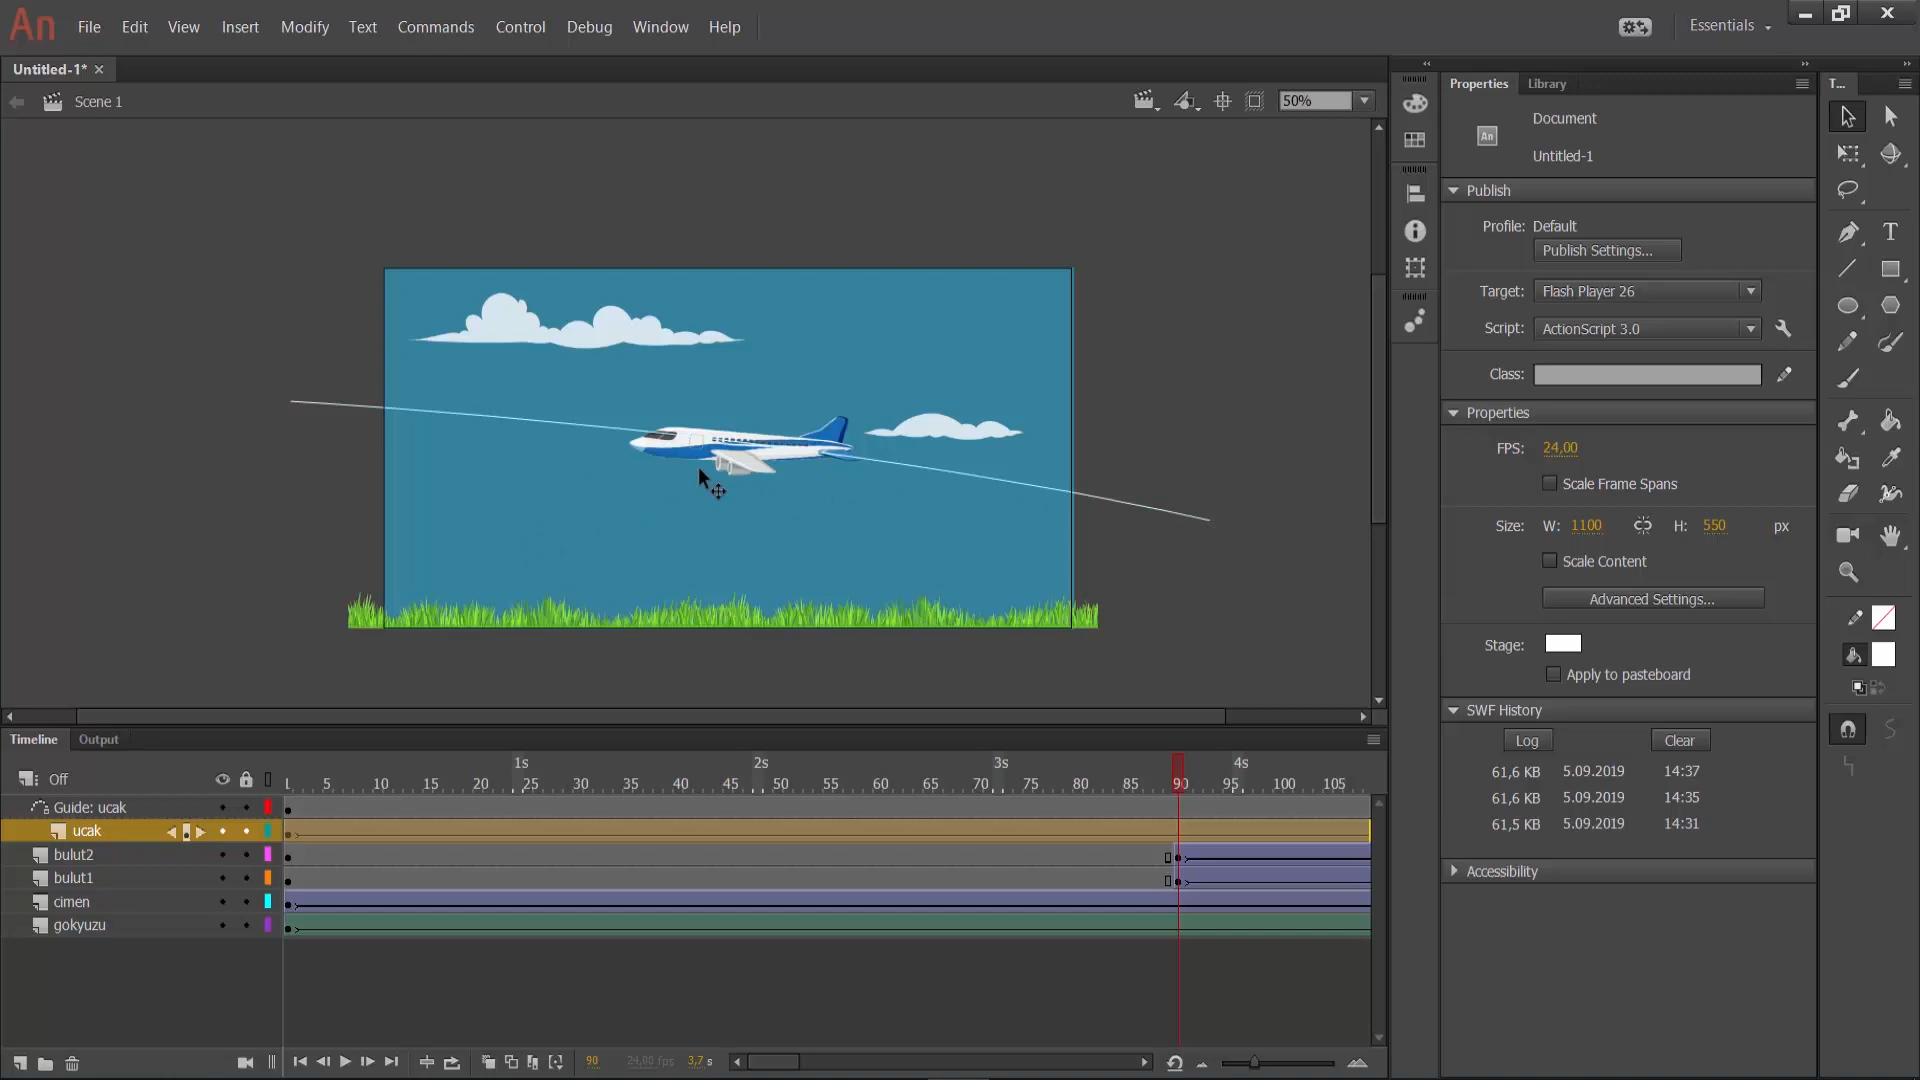 An File Edit View Insert Modify Text Commands Control Debug Window Help Essentials
Untitled-1* ×
Scene 1 50%
Properties Library T...
Document
An
Untitled-1
Publish
Profile: Default
Publish Settings...
Target: Flash Player 26
Script: ActionScript 3.0
Class:
Properties
FPS: 24,00
Scale Frame Spans
Size: W: 1100 H: 550 px
Scale Content
Advanced Settings...
Stage:
Apply to pasteboard
SWF History
Log Clear
61,6 KB 5.09.2019 14:37
61,6 KB 5.09.2019 14:35
61,5 KB 5.09.2019 14:31
Accessibility
Timeline Output
1s 2s 3s 4s
Off 1 5 10 15 20 25 30 35 40 45 50 55 60 65 70 75 80 85 90 95 100 105
Guide: ucak
ucak
bulut2
bulut1
cimen
gokyuzu
90 24,00 fps 3,7 s